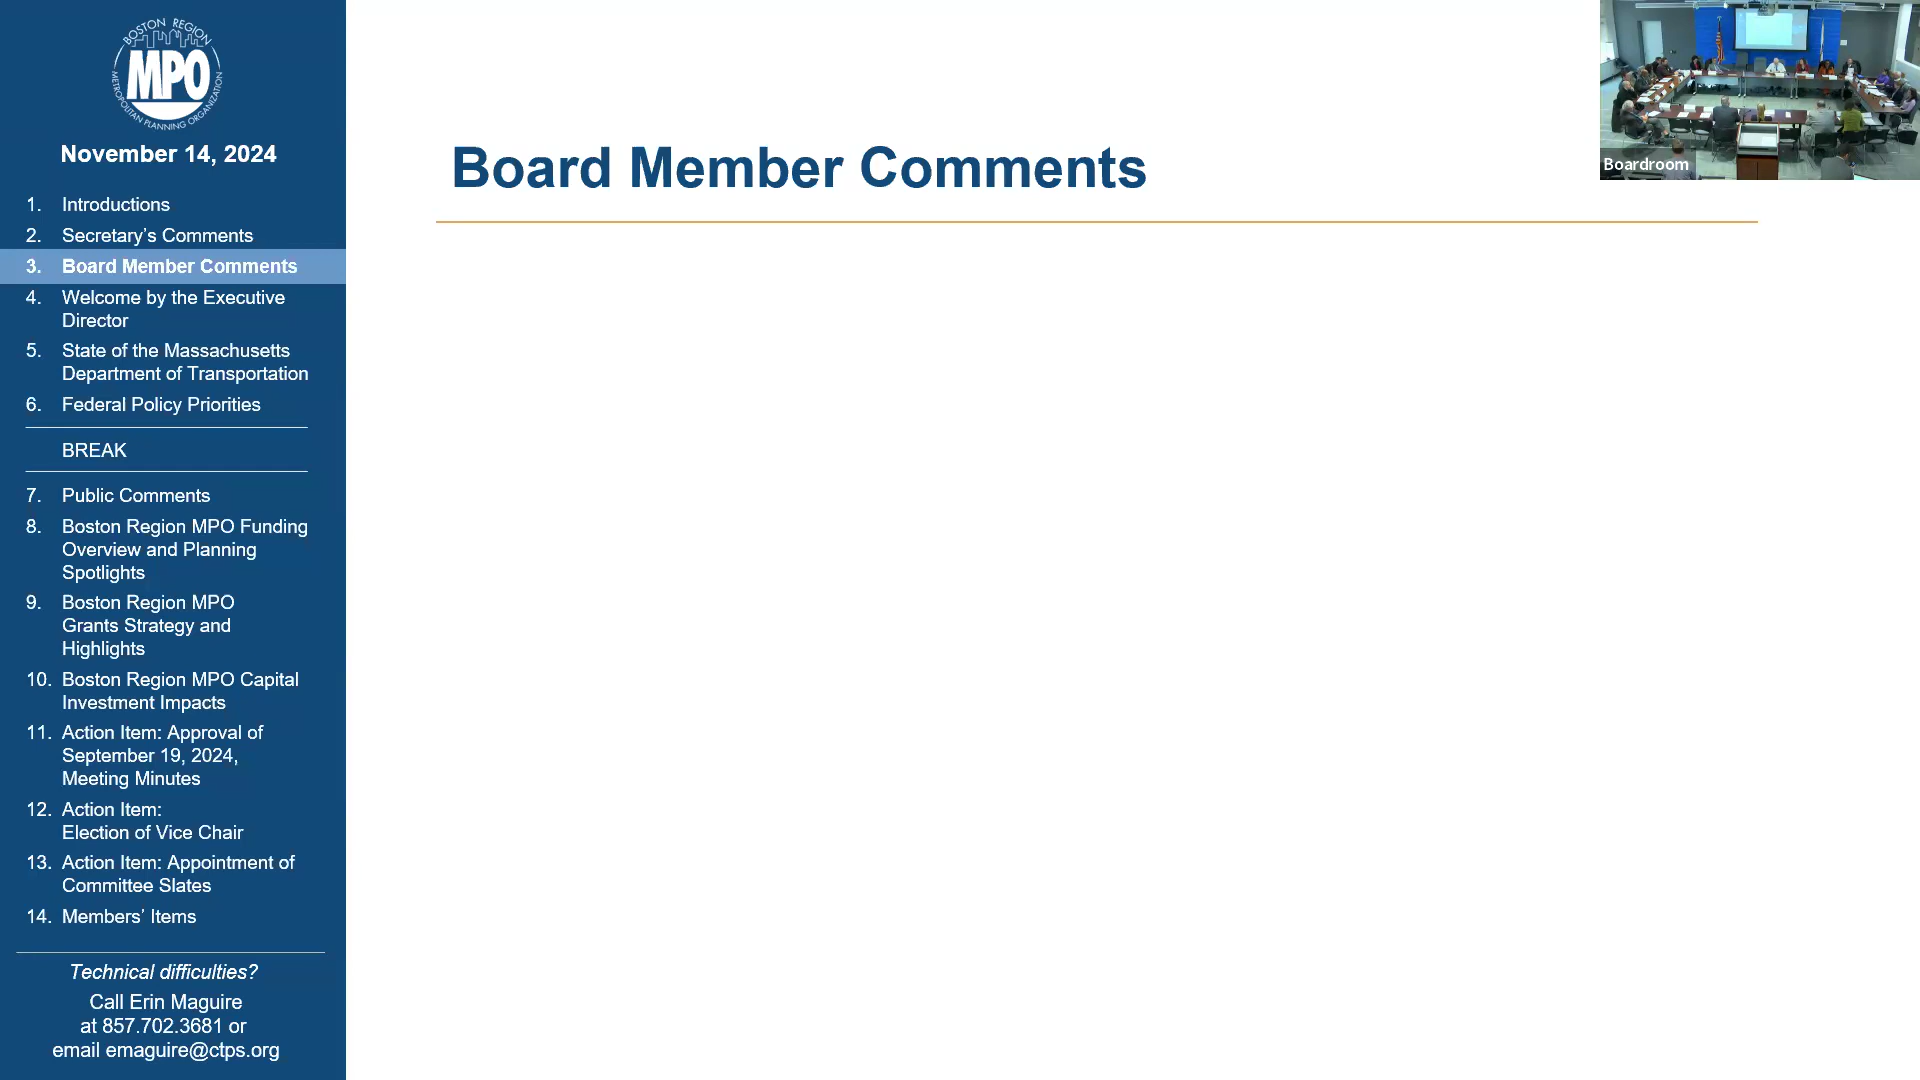 BOSTON REGION
MPO
METROPOLITAN PLANNING ORGANIZATION
November 14, 2024
1. Introductions
2. Secretary's Comments
3. Board Member Comments
4. Welcome by the Executive
Director
5. State of the Massachusetts
Department of Transportation
6. Federal Policy Priorities
BREAK
7. Public Comments
8. Boston Region MPO Funding
Overview and Planning
Spotlights
9. Boston Region MPO
Grants Strategy and
Highlights
10. Boston Region MPO Capital
Investment Impacts
11. Action Item: Approval of
September 19, 2024,
Meeting Minutes
12. Action Item:
Election of Vice Chair
13. Action Item: Appointment of
Committee Slates
14. Members' Items
Technical difficulties?
Call Erin Maguire
at 857.702.3681 or
email emaguire@ctps.org
Board Member Comments
Boardroom